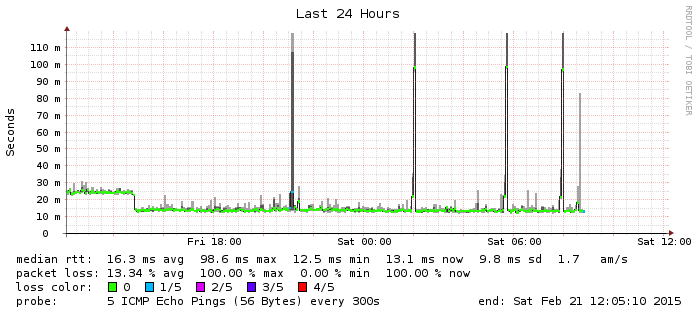 Last 24 Hours
RRDTOOL / TOBI OETIKER
Seconds
110 m
100 m
90 m
80 m
70 m
60 m
50 m
40 m
30 m
20 m
10 m
0
Fri 18:00 Sat 00:00 Sat 06:00 Sat 12:00
median rtt: 16.3 ms avg 98.6 ms max 12.5 ms min 13.1 ms now 9.8 ms sd 1.7 am/s
packet loss: 13.34 % avg 100.00 % max 0.00 % min 100.00 % now
loss color: 0 1/5 2/5 3/5 4/5
probe: 5 ICMP Echo Pings (56 Bytes) every 300s end: Sat Feb 21 12:05:10 2015